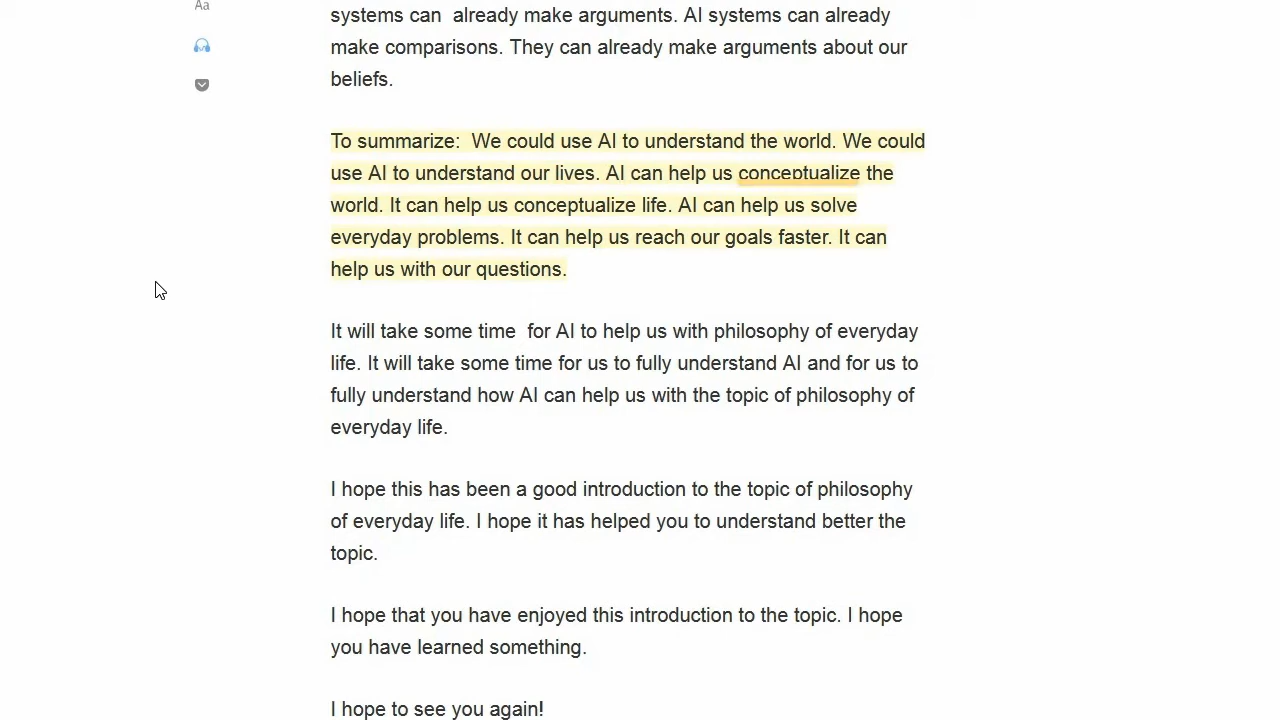 Aa
systems can  already make arguments. AI systems can already
make comparisons. They can already make arguments about our
beliefs.
To summarize:  We could use AI to understand the world. We could
use AI to understand our lives. AI can help us conceptualize the
world. It can help us conceptualize life. AI can help us solve
everyday problems. It can help us reach our goals faster. It can
help us with our questions.
It will take some time  for AI to help us with philosophy of everyday
life. It will take some time for us to fully understand AI and for us to
fully understand how AI can help us with the topic of philosophy of
everyday life.
I hope this has been a good introduction to the topic of philosophy
of everyday life. I hope it has helped you to understand better the
topic.
I hope that you have enjoyed this introduction to the topic. I hope
you have learned something.
I hope to see you again!